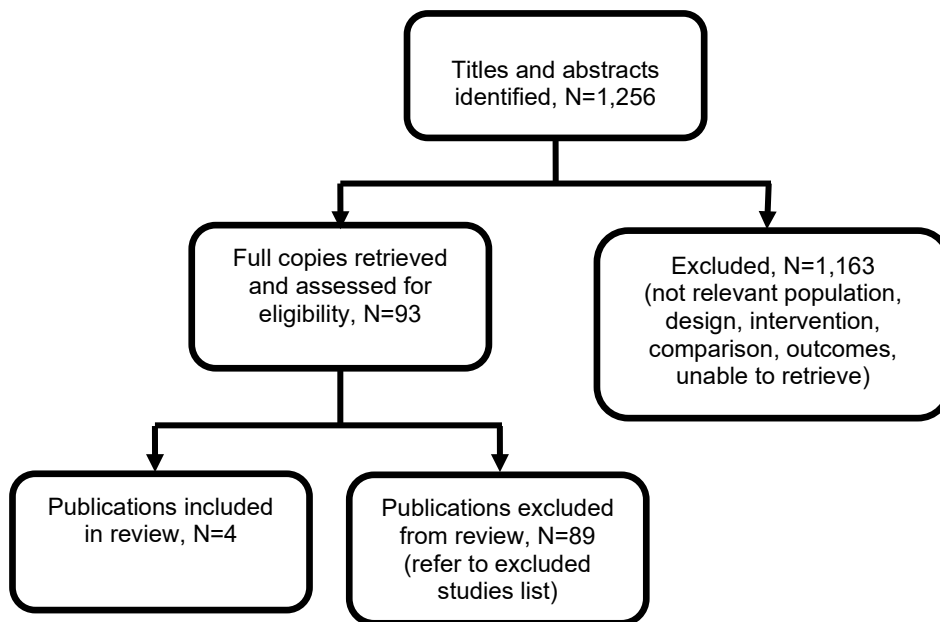 Titles and abstracts
identified, N=1,256
Full copies retrieved
and assessed for
eligibility, N=93
Excluded, N=1,163
(not relevant population,
design, intervention,
comparison, outcomes,
unable to retrieve)
Publications included
in review, N=4
Publications excluded
from review, N=89
(refer to excluded
studies list)